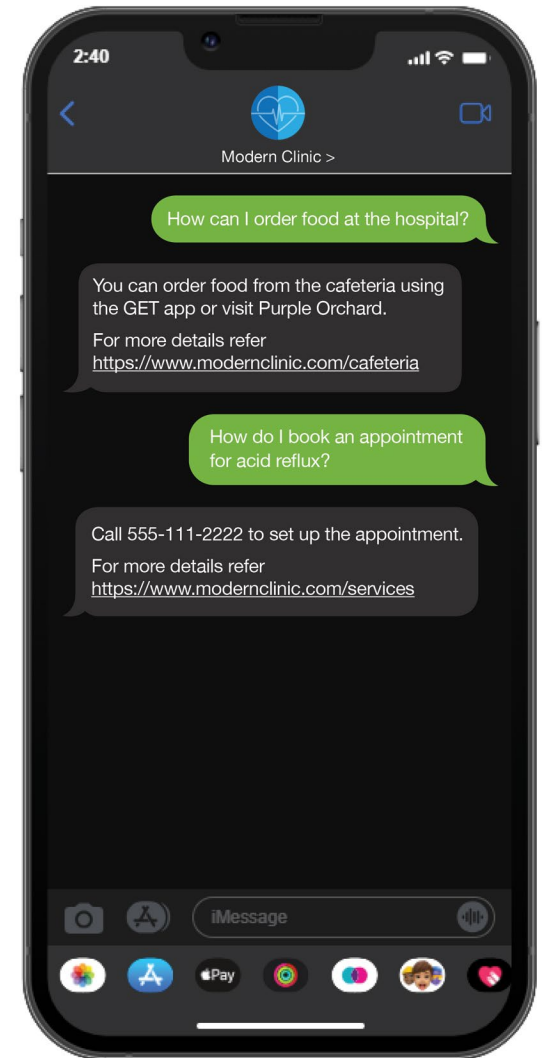 2:40
Modern Clinic >
How can I order food at the hospital?
You can order food from the cafeteria using
the GET app or visit Purple Orchard.
For more details refer
https://www.modernclinic.com/cafeteria
How do I book an appointment
for acid reflux?
Call 555-111-2222 to set up the appointment.
For more details refer
https://www.modernclinic.com/services
iMessage
Pay